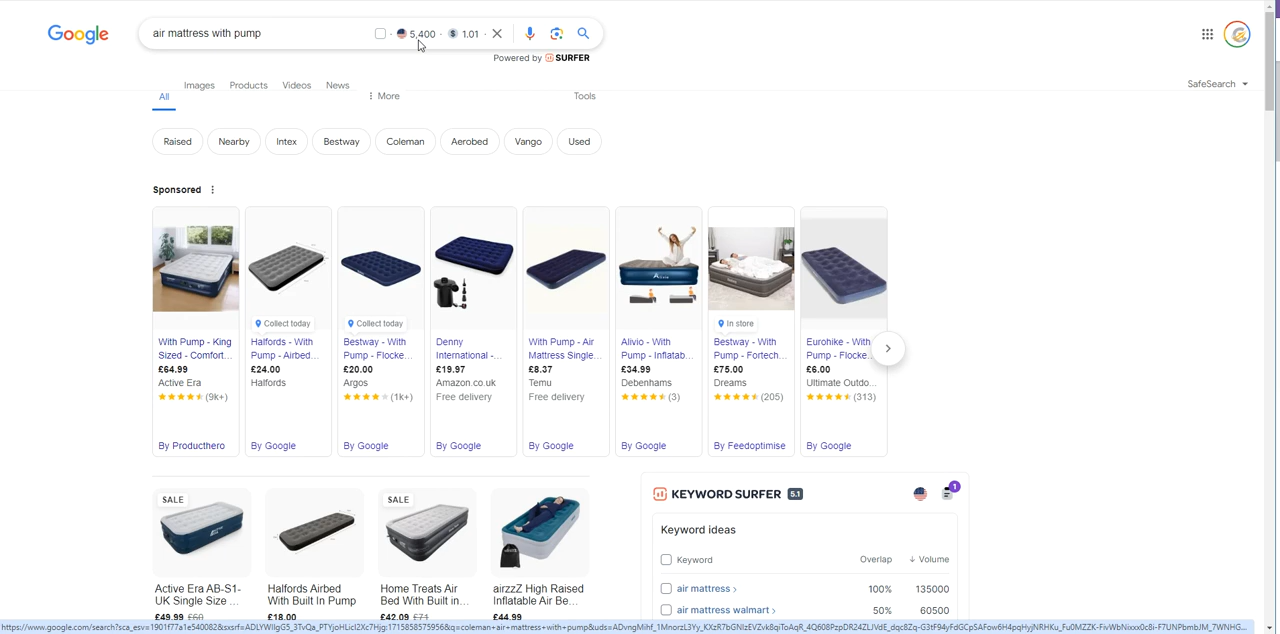 Google
air mattress with pump
5,400 · $ 1.01 ·
Powered by SURFER
All
Images
Products
Videos
News
More
Tools
SafeSearch
Raised
Nearby
Intex
Bestway
Coleman
Aerobed
Vango
Used
Sponsored
With Pump - King
Sized - Comfort...
£64.99
Active Era
(9k+)
By Producthero
Collect today
Halfords - With
Pump - Airbed...
£24.00
Halfords
By Google
Collect today
Bestway - With
Pump - Flocke...
£20.00
Argos
(1k+)
By Google
Denny
International -...
£19.97
Amazon.co.uk
Free delivery
By Google
With Pump - Air
Mattress Single...
£8.37
Temu
Free delivery
By Google
Alivio - With
Pump - Inflatab...
£34.99
Debenhams
(3)
By Google
In store
Bestway - With
Pump - Fortech...
£75.00
Dreams
(205)
By Feedoptimise
Eurohike - With
Pump - Flocke...
£6.00
Ultimate Outdo...
(313)
By Google
SALE
Active Era AB-S1-
UK Single Size ...
£49.99 £60
Halfords Airbed
With Built In Pump
£18.00
SALE
Home Treats Air
Bed With Built in...
£42.09 £71
airzzZ High Raised
Inflatable Air Be...
£44.99
KEYWORD SURFER 5.1
1
Keyword ideas
Keyword Overlap Volume
air mattress 100% 135000
air mattress walmart 50% 60500